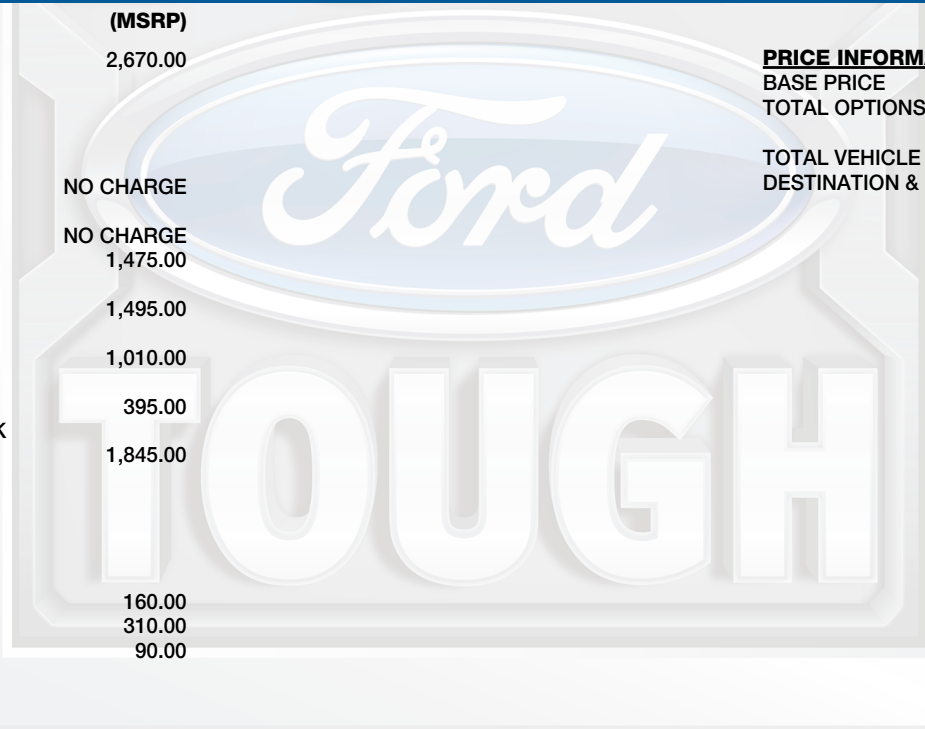 (MSRP)
2,670.00
NO CHARGE
NO CHARGE
1,475.00
1,495.00
1,010.00
395.00
K
1,845.00
160.00
310.00
90.00
PRICE INFORMA
BASE PRICE
TOTAL OPTIONS
TOTAL VEHICLE
DESTINATION &
Ford
TOUGH